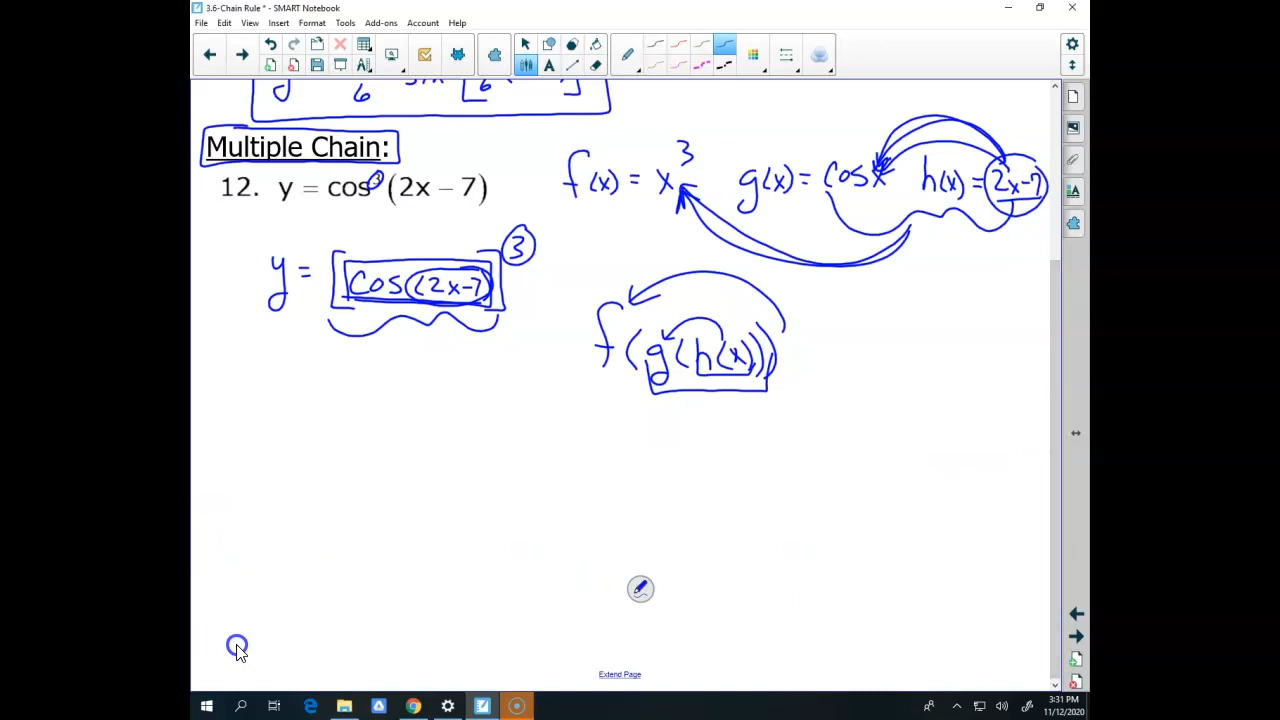 3.6-Chain Rule * - SMART Notebook
File Edit View Insert Format Tools Add-ons Account Help
Multiple Chain:
12. y = cos³(2x – 7)
f(x) = x³ g(x) = cos x h(x) = 2x-7
y = [cos(2x-7)]³
f(g(h(x)))
Extend Page
3:31 PM
11/12/2020